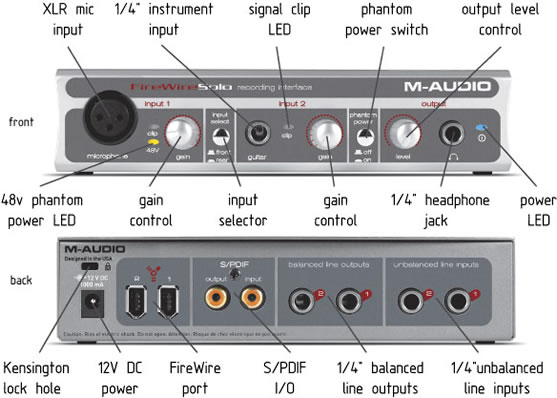 XLR mic
input
1/4" instrument
input
signal clip
LED
phantom
power switch
output level
control
front
FireWireSolo recording interface
M-AUDIO
input 1
input
select
input 2
phantom
power
output
clip
48V
microphone
gain
front
rear
guitar
clip
gain
off
on
level
48v phantom
power LED
gain
control
input
selector
gain
control
1/4" headphone
jack
power
LED
back
M-AUDIO
Designed in the USA
+12 V DC
1000 mA
2
1
S/PDIF
output
input
balanced line outputs
2
1
unbalanced line inputs
2
1
Kensington
lock hole
12V DC
power
FireWire
port
S/PDIF
I/O
1/4" balanced
line outputs
1/4"unbalanced
line inputs